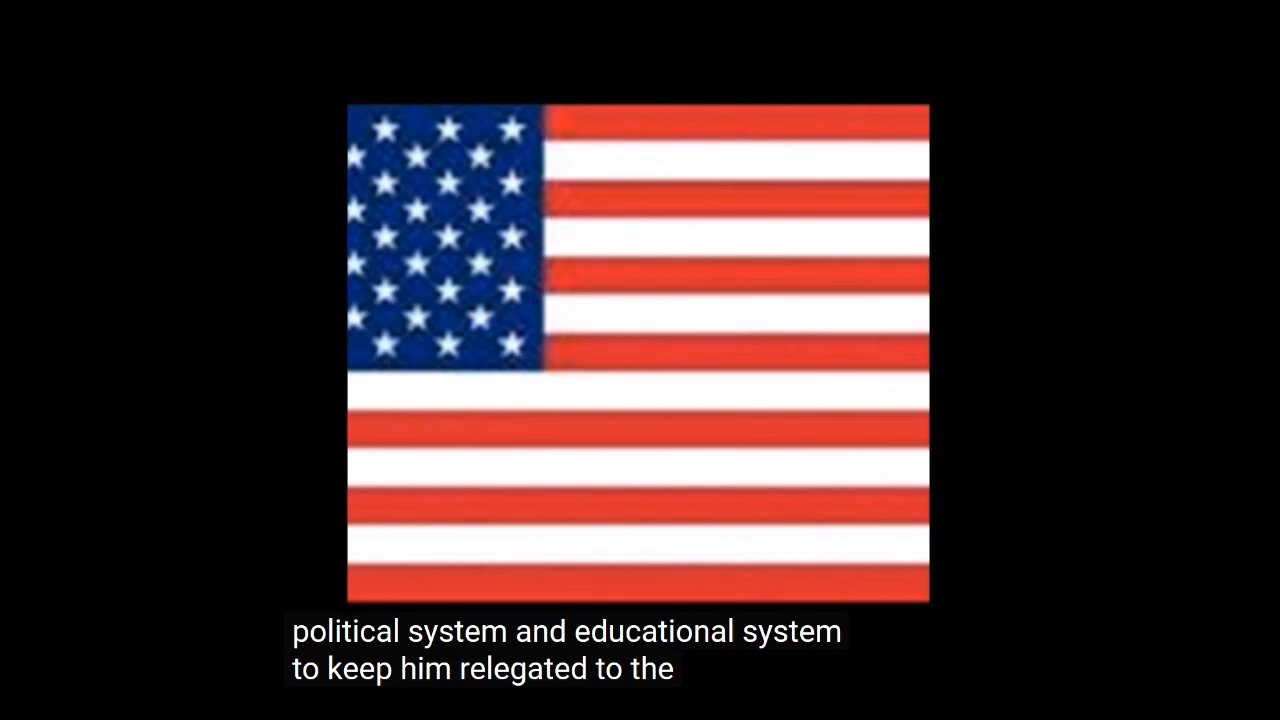 political system and educational system
to keep him relegated to the